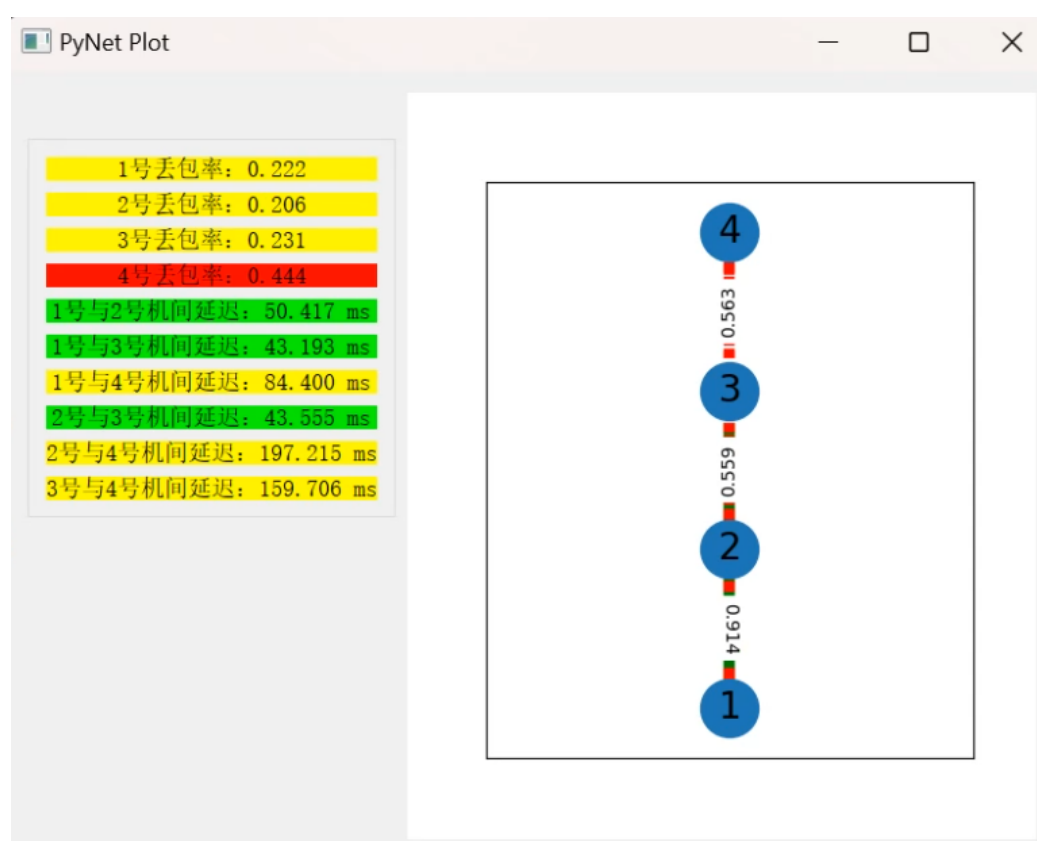 PyNet Plot
1号丢包率：0.222
2号丢包率：0.206
3号丢包率：0.231
4号丢包率：0.444
1号与2号机间延迟：50.417 ms
1号与3号机间延迟：43.193 ms
1号与4号机间延迟：84.400 ms
2号与3号机间延迟：43.555 ms
2号与4号机间延迟：197.215 ms
3号与4号机间延迟：159.706 ms
4
0.563
3
0.559
2
0.914
1